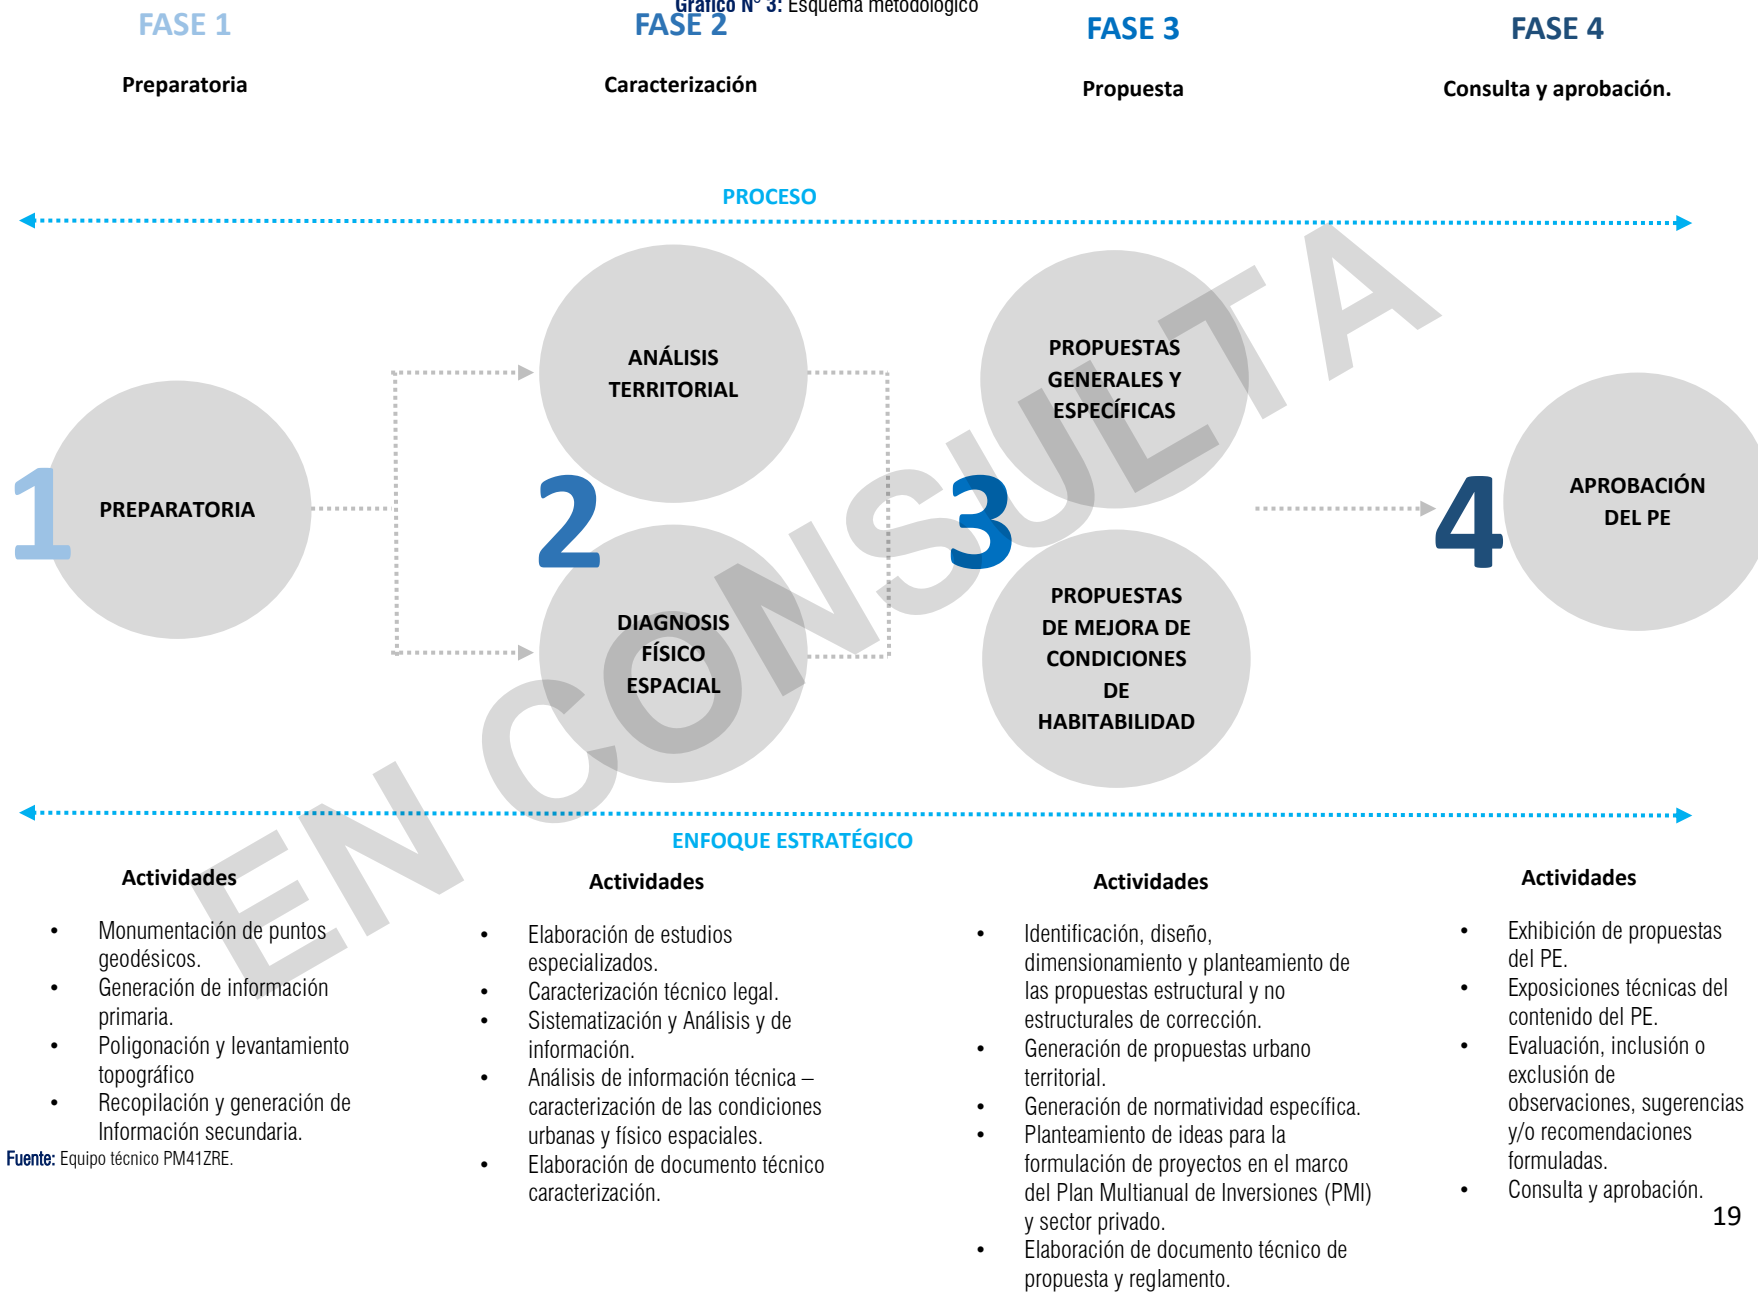 Gráfico N° 3: Esquema metodológico
FASE 1
FASE 2
FASE 3
FASE 4
Preparatoria
Caracterización
Propuesta
Consulta y aprobación.
PROCESO
1
PREPARATORIA
2
ANÁLISIS
TERRITORIAL
DIAGNOSIS
FÍSICO
ESPACIAL
3
PROPUESTAS
GENERALES Y
ESPECÍFICAS
PROPUESTAS
DE MEJORA DE
CONDICIONES
DE
HABITABILIDAD
4
APROBACIÓN
DEL PE
EN CONSULTA
ENFOQUE ESTRATÉGICO
Actividades
• Monumentación de puntos
geodésicos.
• Generación de información
primaria.
• Poligonación y levantamiento
topográfico
• Recopilación y generación de
Información secundaria.
Actividades
• Elaboración de estudios
especializados.
• Caracterización técnico legal.
• Sistematización y Análisis y de
información.
• Análisis de información técnica –
caracterización de las condiciones
urbanas y físico espaciales.
• Elaboración de documento técnico
caracterización.
Actividades
• Identificación, diseño,
dimensionamiento y planteamiento de
las propuestas estructural y no
estructurales de corrección.
• Generación de propuestas urbano
territorial.
• Generación de normatividad específica.
• Planteamiento de ideas para la
formulación de proyectos en el marco
del Plan Multianual de Inversiones (PMI)
y sector privado.
• Elaboración de documento técnico de
propuesta y reglamento.
Actividades
• Exhibición de propuestas
del PE.
• Exposiciones técnicas del
contenido del PE.
• Evaluación, inclusión o
exclusión de
observaciones, sugerencias
y/o recomendaciones
formuladas.
• Consulta y aprobación.
Fuente: Equipo técnico PM41ZRE.
19